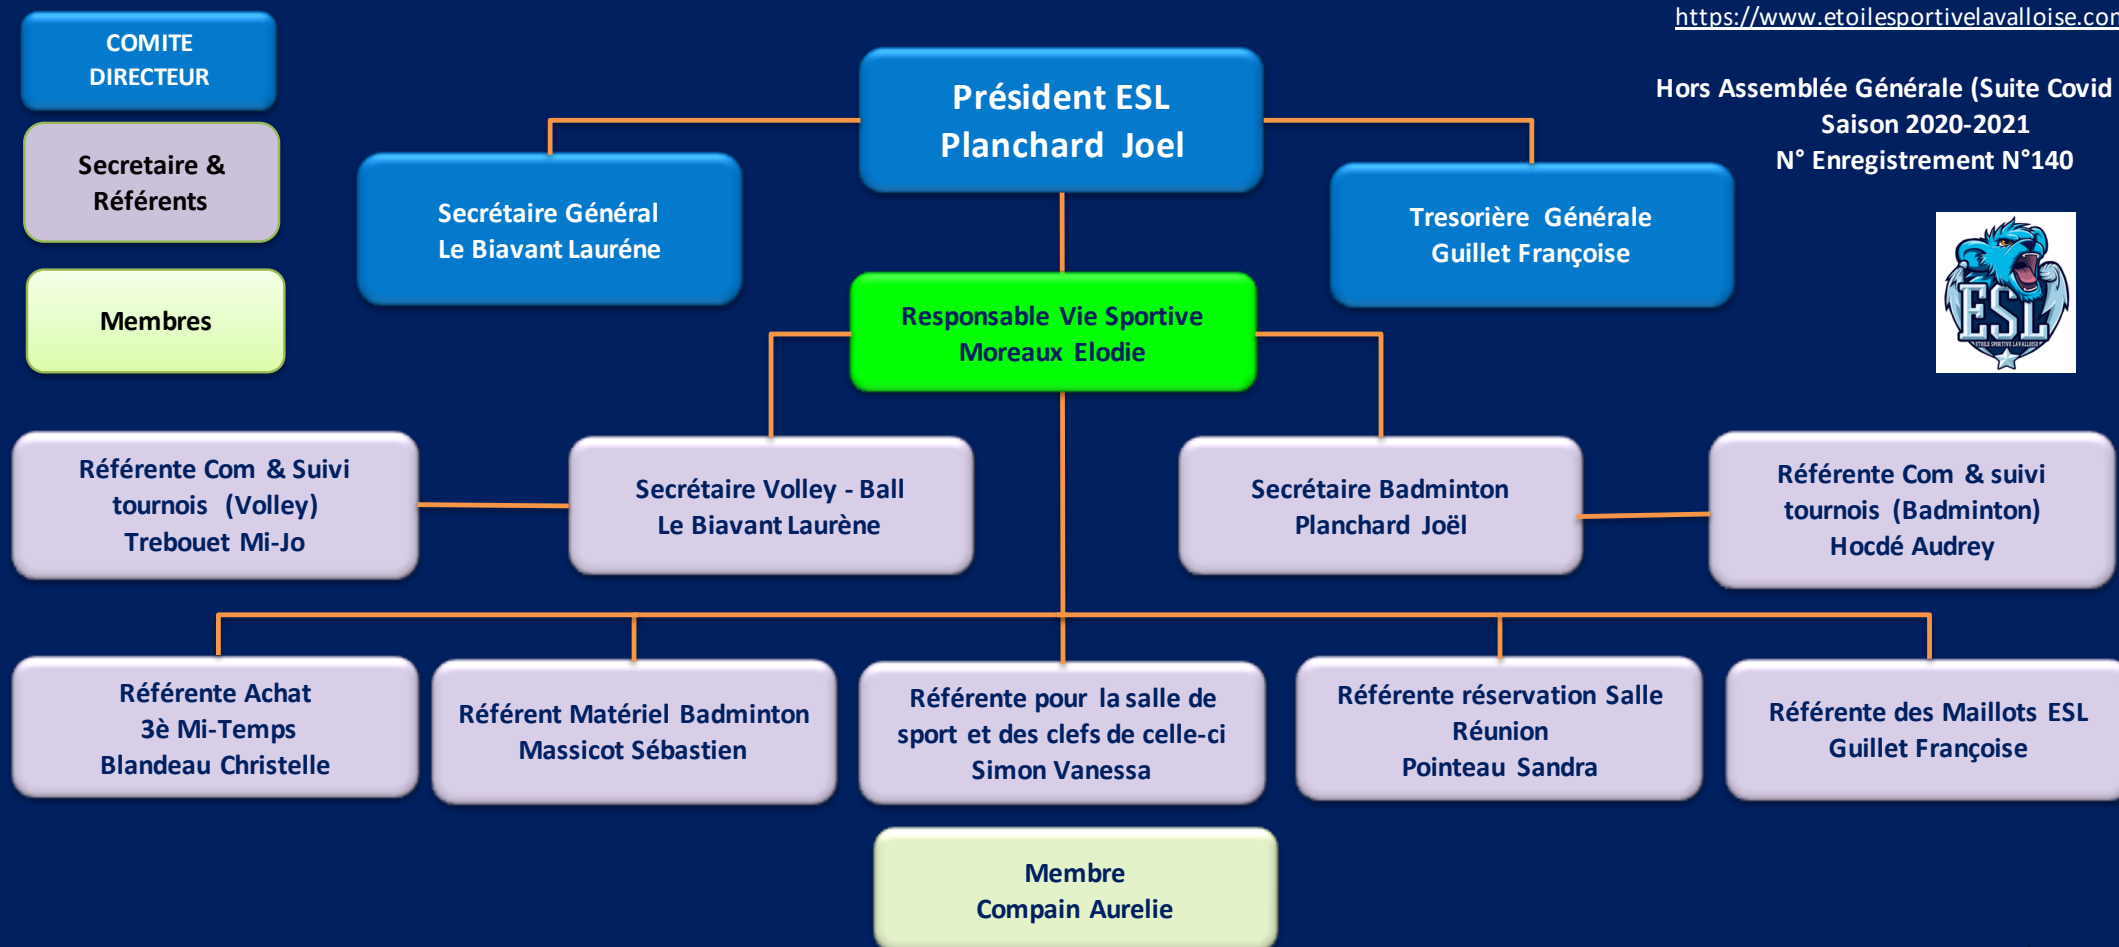 https://www.etoilesportivelavalloise.com
COMITE
DIRECTEUR
Hors Assemblée Générale (Suite Covid
Saison 2020-2021
N° Enregistrement N°140
Président ESL
Planchard Joel
Secretaire &
Référents
Secrétaire Général
Le Biavant Lauréne
Tresorière Générale
Guillet Françoise
ESL
ETOILE SPORTIVE LAVALLOISE
Membres
Responsable Vie Sportive
Moreaux Elodie
Référente Com & Suivi
tournois (Volley)
Trebouet Mi-Jo
Secrétaire Volley - Ball
Le Biavant Laurène
Secrétaire Badminton
Planchard Joël
Référente Com & suivi
tournois (Badminton)
Hocdé Audrey
Référente Achat
3è Mi-Temps
Blandeau Christelle
Référent Matériel Badminton
Massicot Sébastien
Référente pour la salle de
sport et des clefs de celle-ci
Simon Vanessa
Référente réservation Salle
Réunion
Pointeau Sandra
Référente des Maillots ESL
Guillet Françoise
Membre
Compain Aurelie